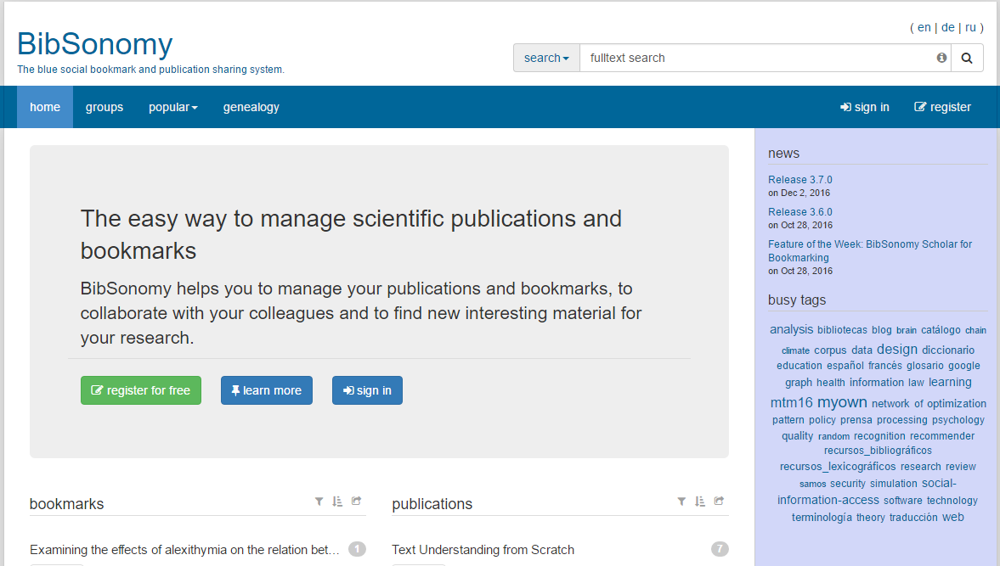 ( en | de | ru )
BibSonomy
The blue social bookmark and publication sharing system.
search
fulltext search
home groups popular genealogy sign in register
The easy way to manage scientific publications and
bookmarks
BibSonomy helps you to manage your publications and bookmarks, to
collaborate with your colleagues and to find new interesting material for
your research.
register for free learn more sign in
bookmarks
Examining the effects of alexithymia on the relation bet... 1
publications
Text Understanding from Scratch 7
news
Release 3.7.0
on Dec 2, 2016
Release 3.6.0
on Oct 28, 2016
Feature of the Week: BibSonomy Scholar for
Bookmarking
on Oct 28, 2016
busy tags
analysis bibliotecas blog brain catálogo chain
climate corpus data design diccionario
education español francés glosario google
graph health information law learning
mtm16 myown network of optimization
pattern policy prensa processing psychology
quality random recognition recommender
recursos_bibliográficos
recursos_lexicográficos research review
samos security simulation social-
information-access software technology
terminología theory traducción web